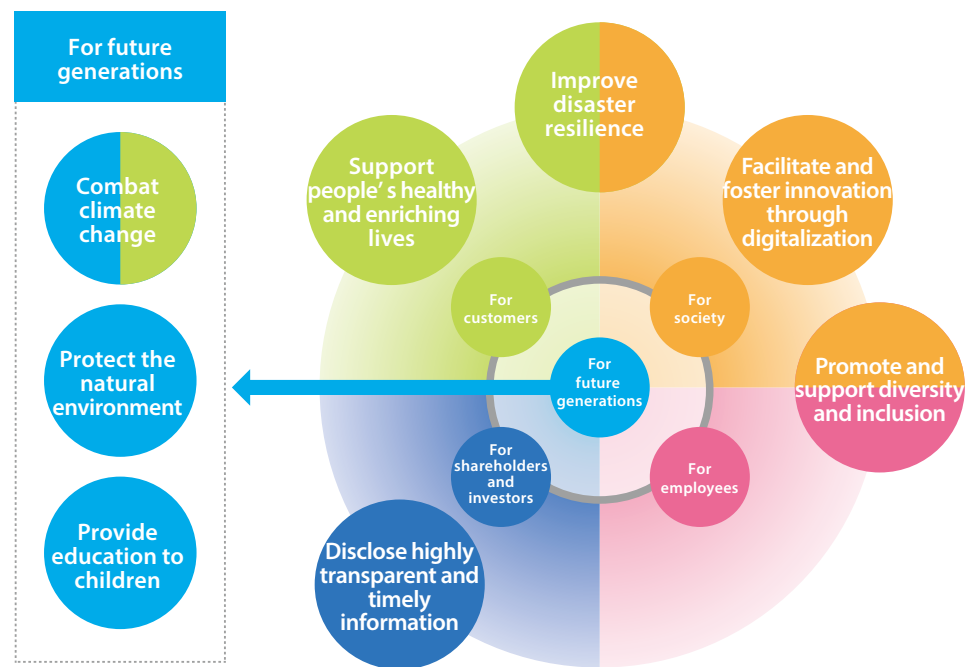 For future
generations
Combat
climate
change
Protect the
natural
environment
Provide
education to
children
Improve
disaster
resilience
Support
people' s healthy
and enriching
lives
Facilitate and
foster innovation
through
digitalization
For
customers
For
society
For
future
generations
Promote and
support diversity
and inclusion
For
shareholders
and
investors
For
employees
Disclose highly
transparent and
timely
information